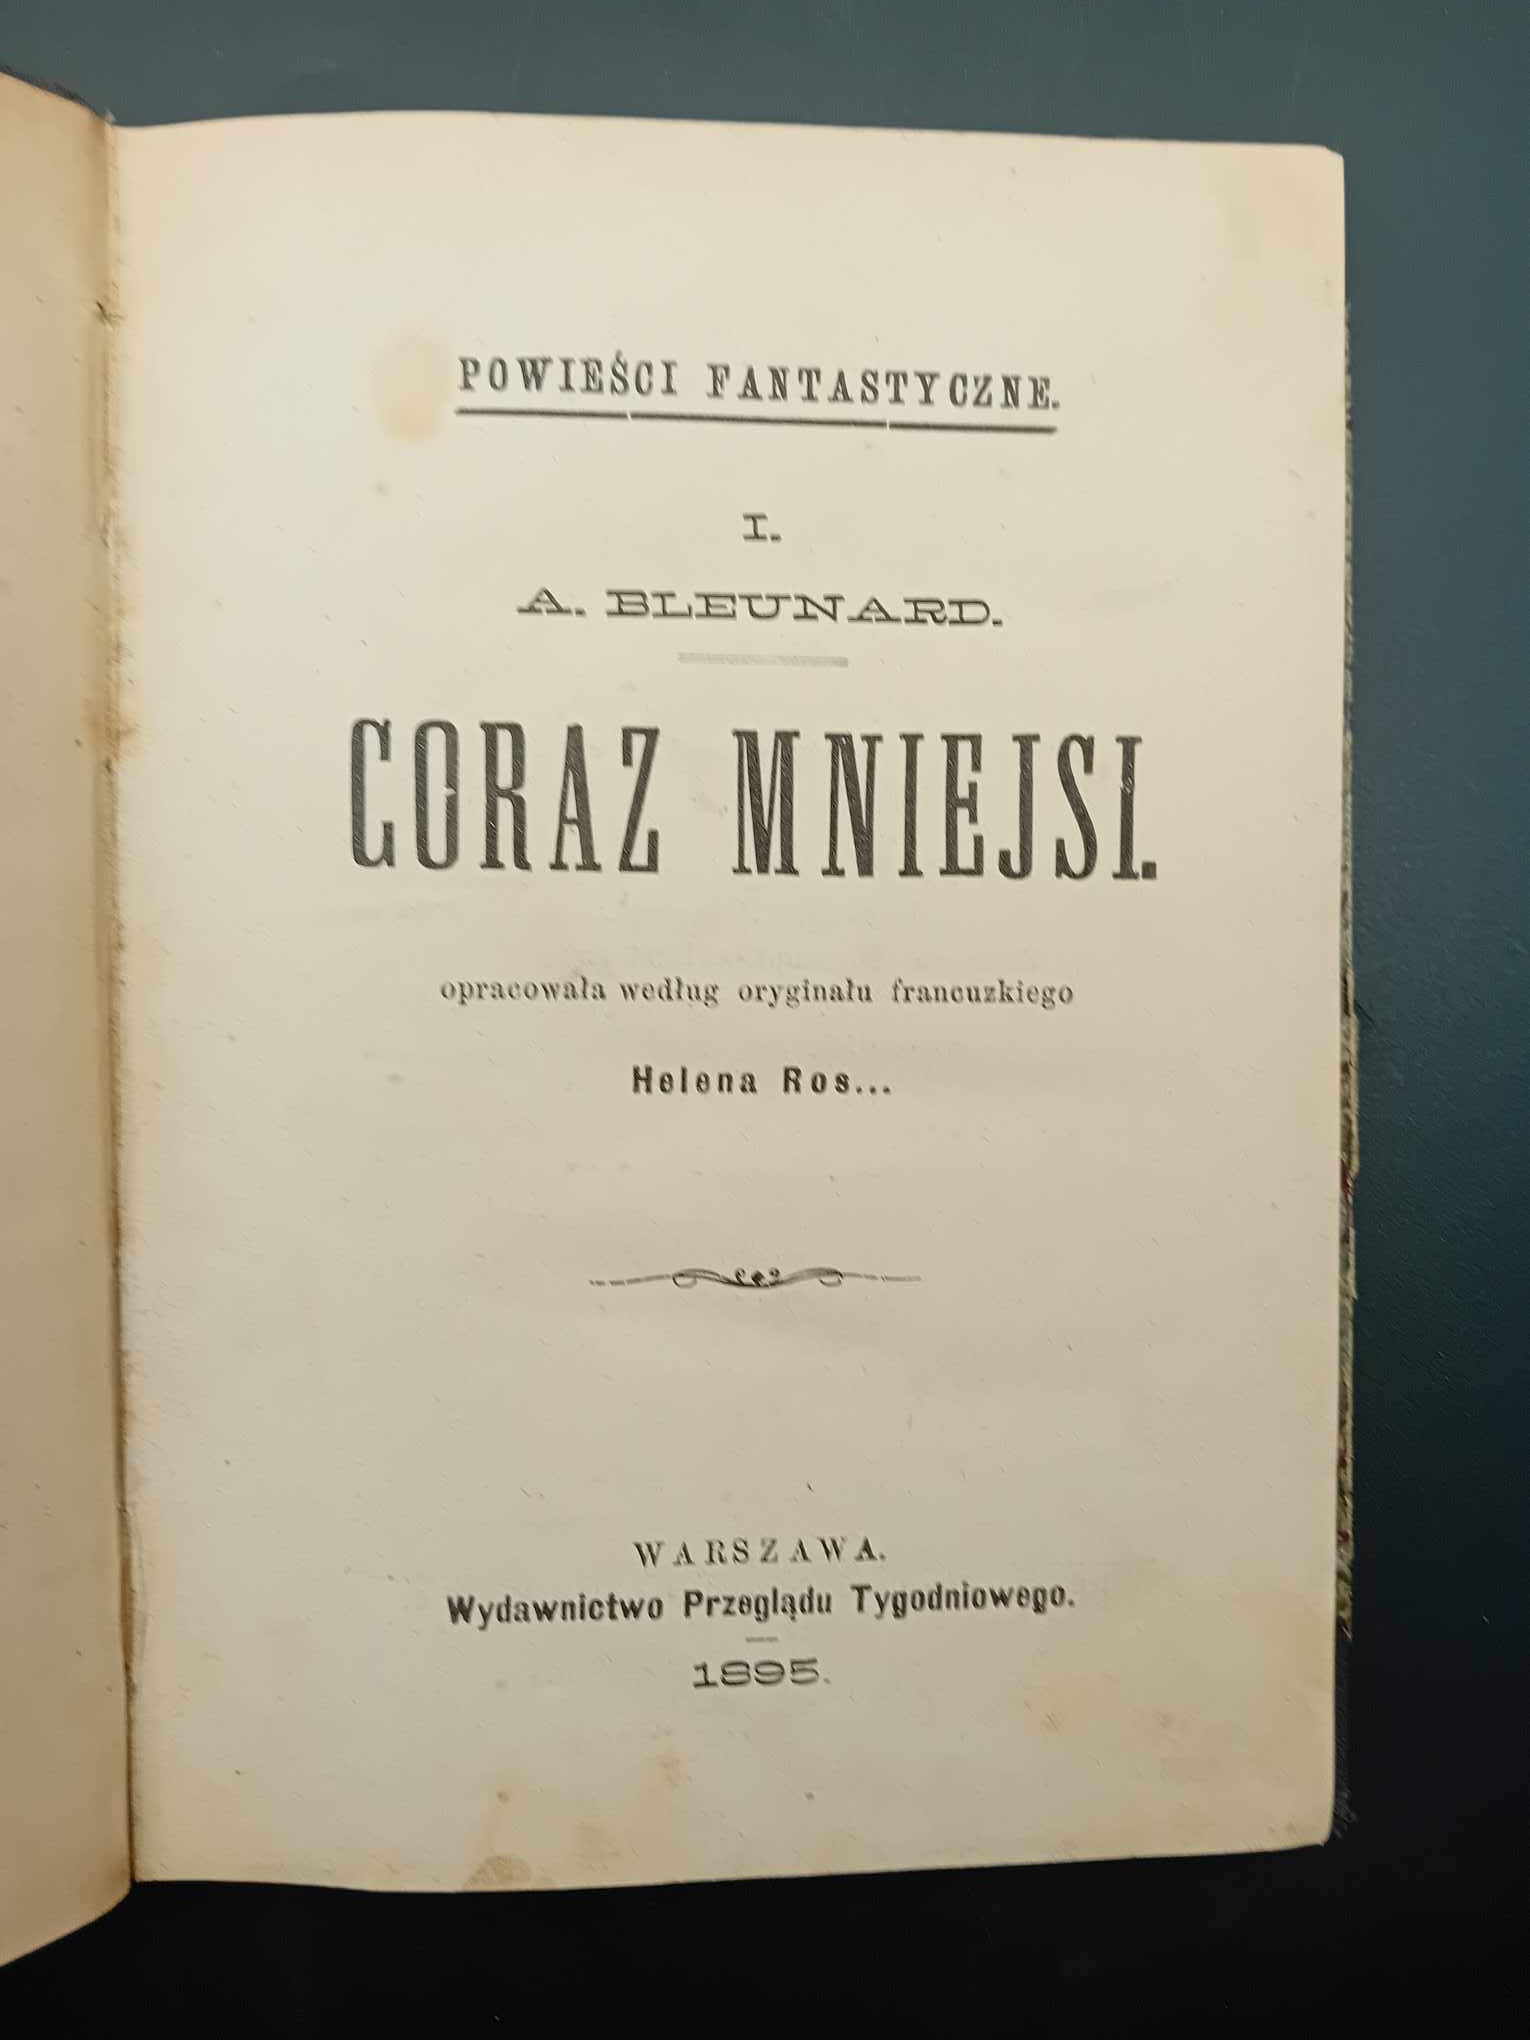 POWIEŚCI FANTASTYCZNE.
I.
A. BLEUNARD.
CORAZ MNIEJSI.
opracowała według oryginału francuzkiego
Helena Ros...
WARSZAWA.
Wydawnictwo Przeglądu Tygodniowego.
1895.